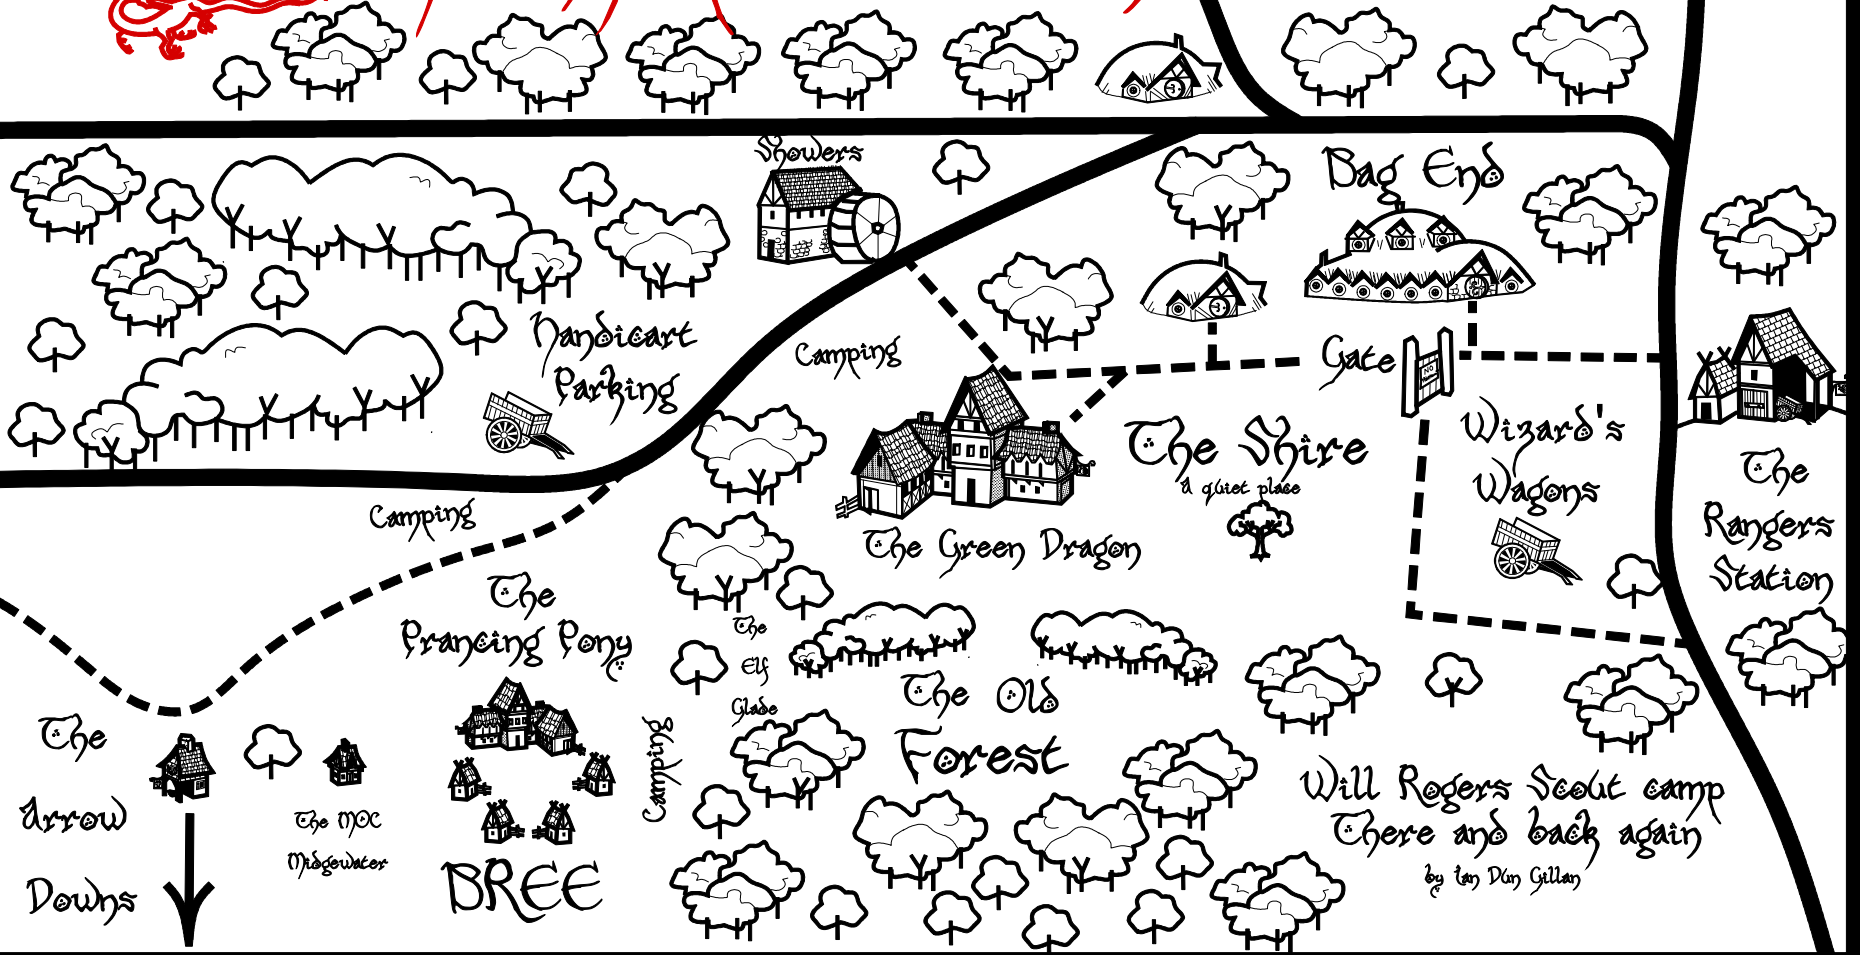 Showers
Bag End
Handicart
Parking
Camping
Gate
NO
The Shire
A quiet place
Wizard's
Wagons
The
Rangers
Station
Camping
The Green Dragon
The
Prancing Pony
The
Elf
Glade
The Old
Forest
Camping
The
Arrow
Downs
The MOC
Midgewater
BREE
Will Rogers Scout camp
There and back again
by Ian Dun Gillan